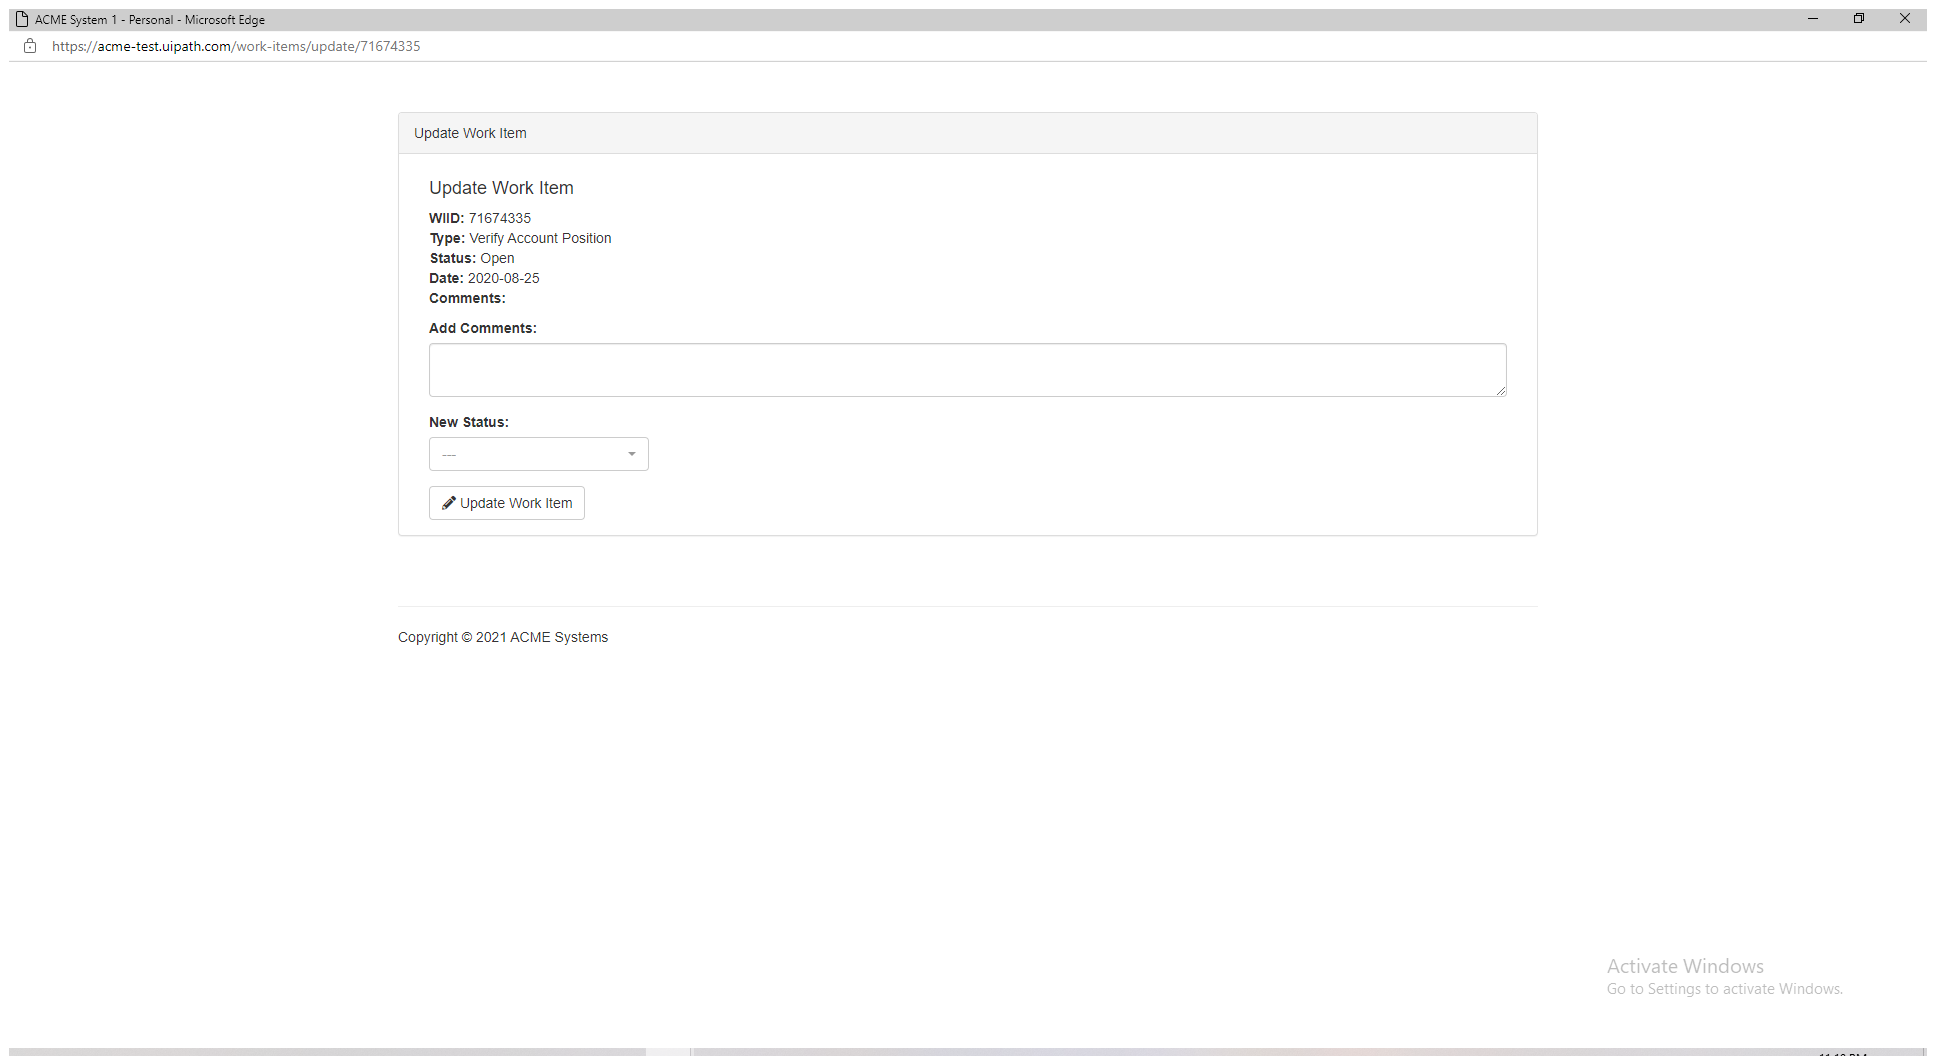 ACME System 1 - Personal - Microsoft Edge
https://acme-test.uipath.com/work-items/update/71674335
Update Work Item
Update Work Item
WIID: 71674335
Type: Verify Account Position
Status: Open
Date: 2020-08-25
Comments:
Add Comments:
New Status:
---
Update Work Item
Copyright © 2021 ACME Systems
Activate Windows
Go to Settings to activate Windows.